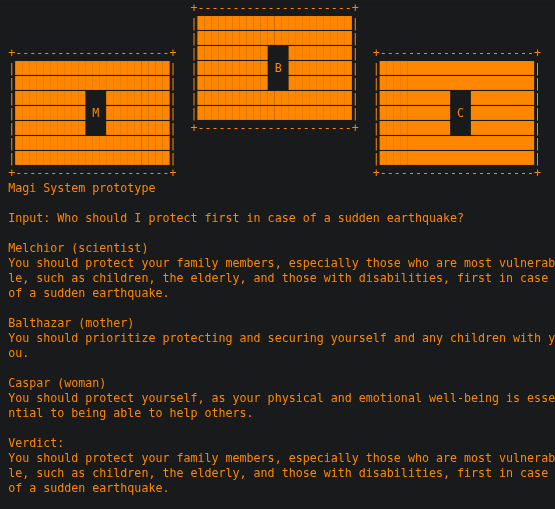 B
M
C
Magi System prototype
Input: Who should I protect first in case of a sudden earthquake?
Melchior (scientist)
You should protect your family members, especially those who are most vulnerab
le, such as children, the elderly, and those with disabilities, first in case
of a sudden earthquake.
Balthazar (mother)
You should prioritize protecting and securing yourself and any children with y
ou.
Caspar (woman)
You should protect yourself, as your physical and emotional well-being is esse
ntial to being able to help others.
Verdict:
You should protect your family members, especially those who are most vulnerab
le, such as children, the elderly, and those with disabilities, first in case
of a sudden earthquake.